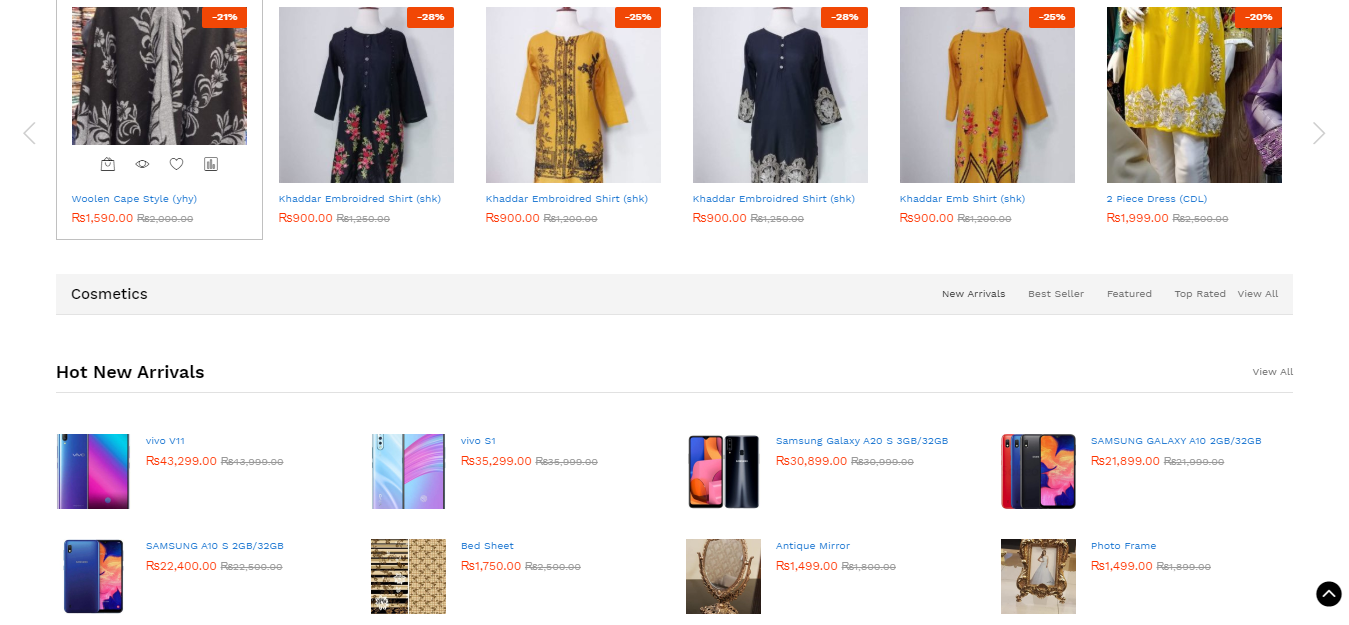 -21%
-28%
-25%
-28%
-25%
-20%
Woolen Cape Style (yhy)
₨1,590.00 ₨2,000.00
Khaddar Embroidred Shirt (shk)
₨900.00 ₨1,250.00
Khaddar Embroidred Shirt (shk)
₨900.00 ₨1,200.00
Khaddar Embroidred Shirt (shk)
₨900.00 ₨1,250.00
Khaddar Emb Shirt (shk)
₨900.00 ₨1,200.00
2 Piece Dress (CDL)
₨1,999.00 ₨2,500.00
Cosmetics
New Arrivals
Best Seller
Featured
Top Rated
View All
Hot New Arrivals
View All
vivo V11
₨43,299.00 ₨43,999.00
vivo S1
₨35,299.00 ₨35,999.00
Samsung Galaxy A20 S 3GB/32GB
₨30,899.00 ₨30,999.00
SAMSUNG GALAXY A10 2GB/32GB
₨21,899.00 ₨21,999.00
SAMSUNG A10 S 2GB/32GB
₨22,400.00 ₨22,500.00
Bed Sheet
₨1,750.00 ₨2,500.00
Antique Mirror
₨1,499.00 ₨1,800.00
Photo Frame
₨1,499.00 ₨1,899.00